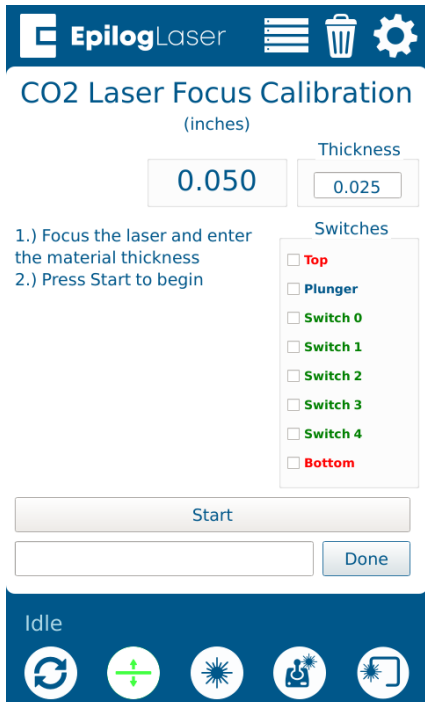 EpilogLaser
CO2 Laser Focus Calibration
(inches)
Thickness
0.050
0.025
1.) Focus the laser and enter
the material thickness
2.) Press Start to begin
Switches
Top
Plunger
Switch 0
Switch 1
Switch 2
Switch 3
Switch 4
Bottom
Start
Done
Idle